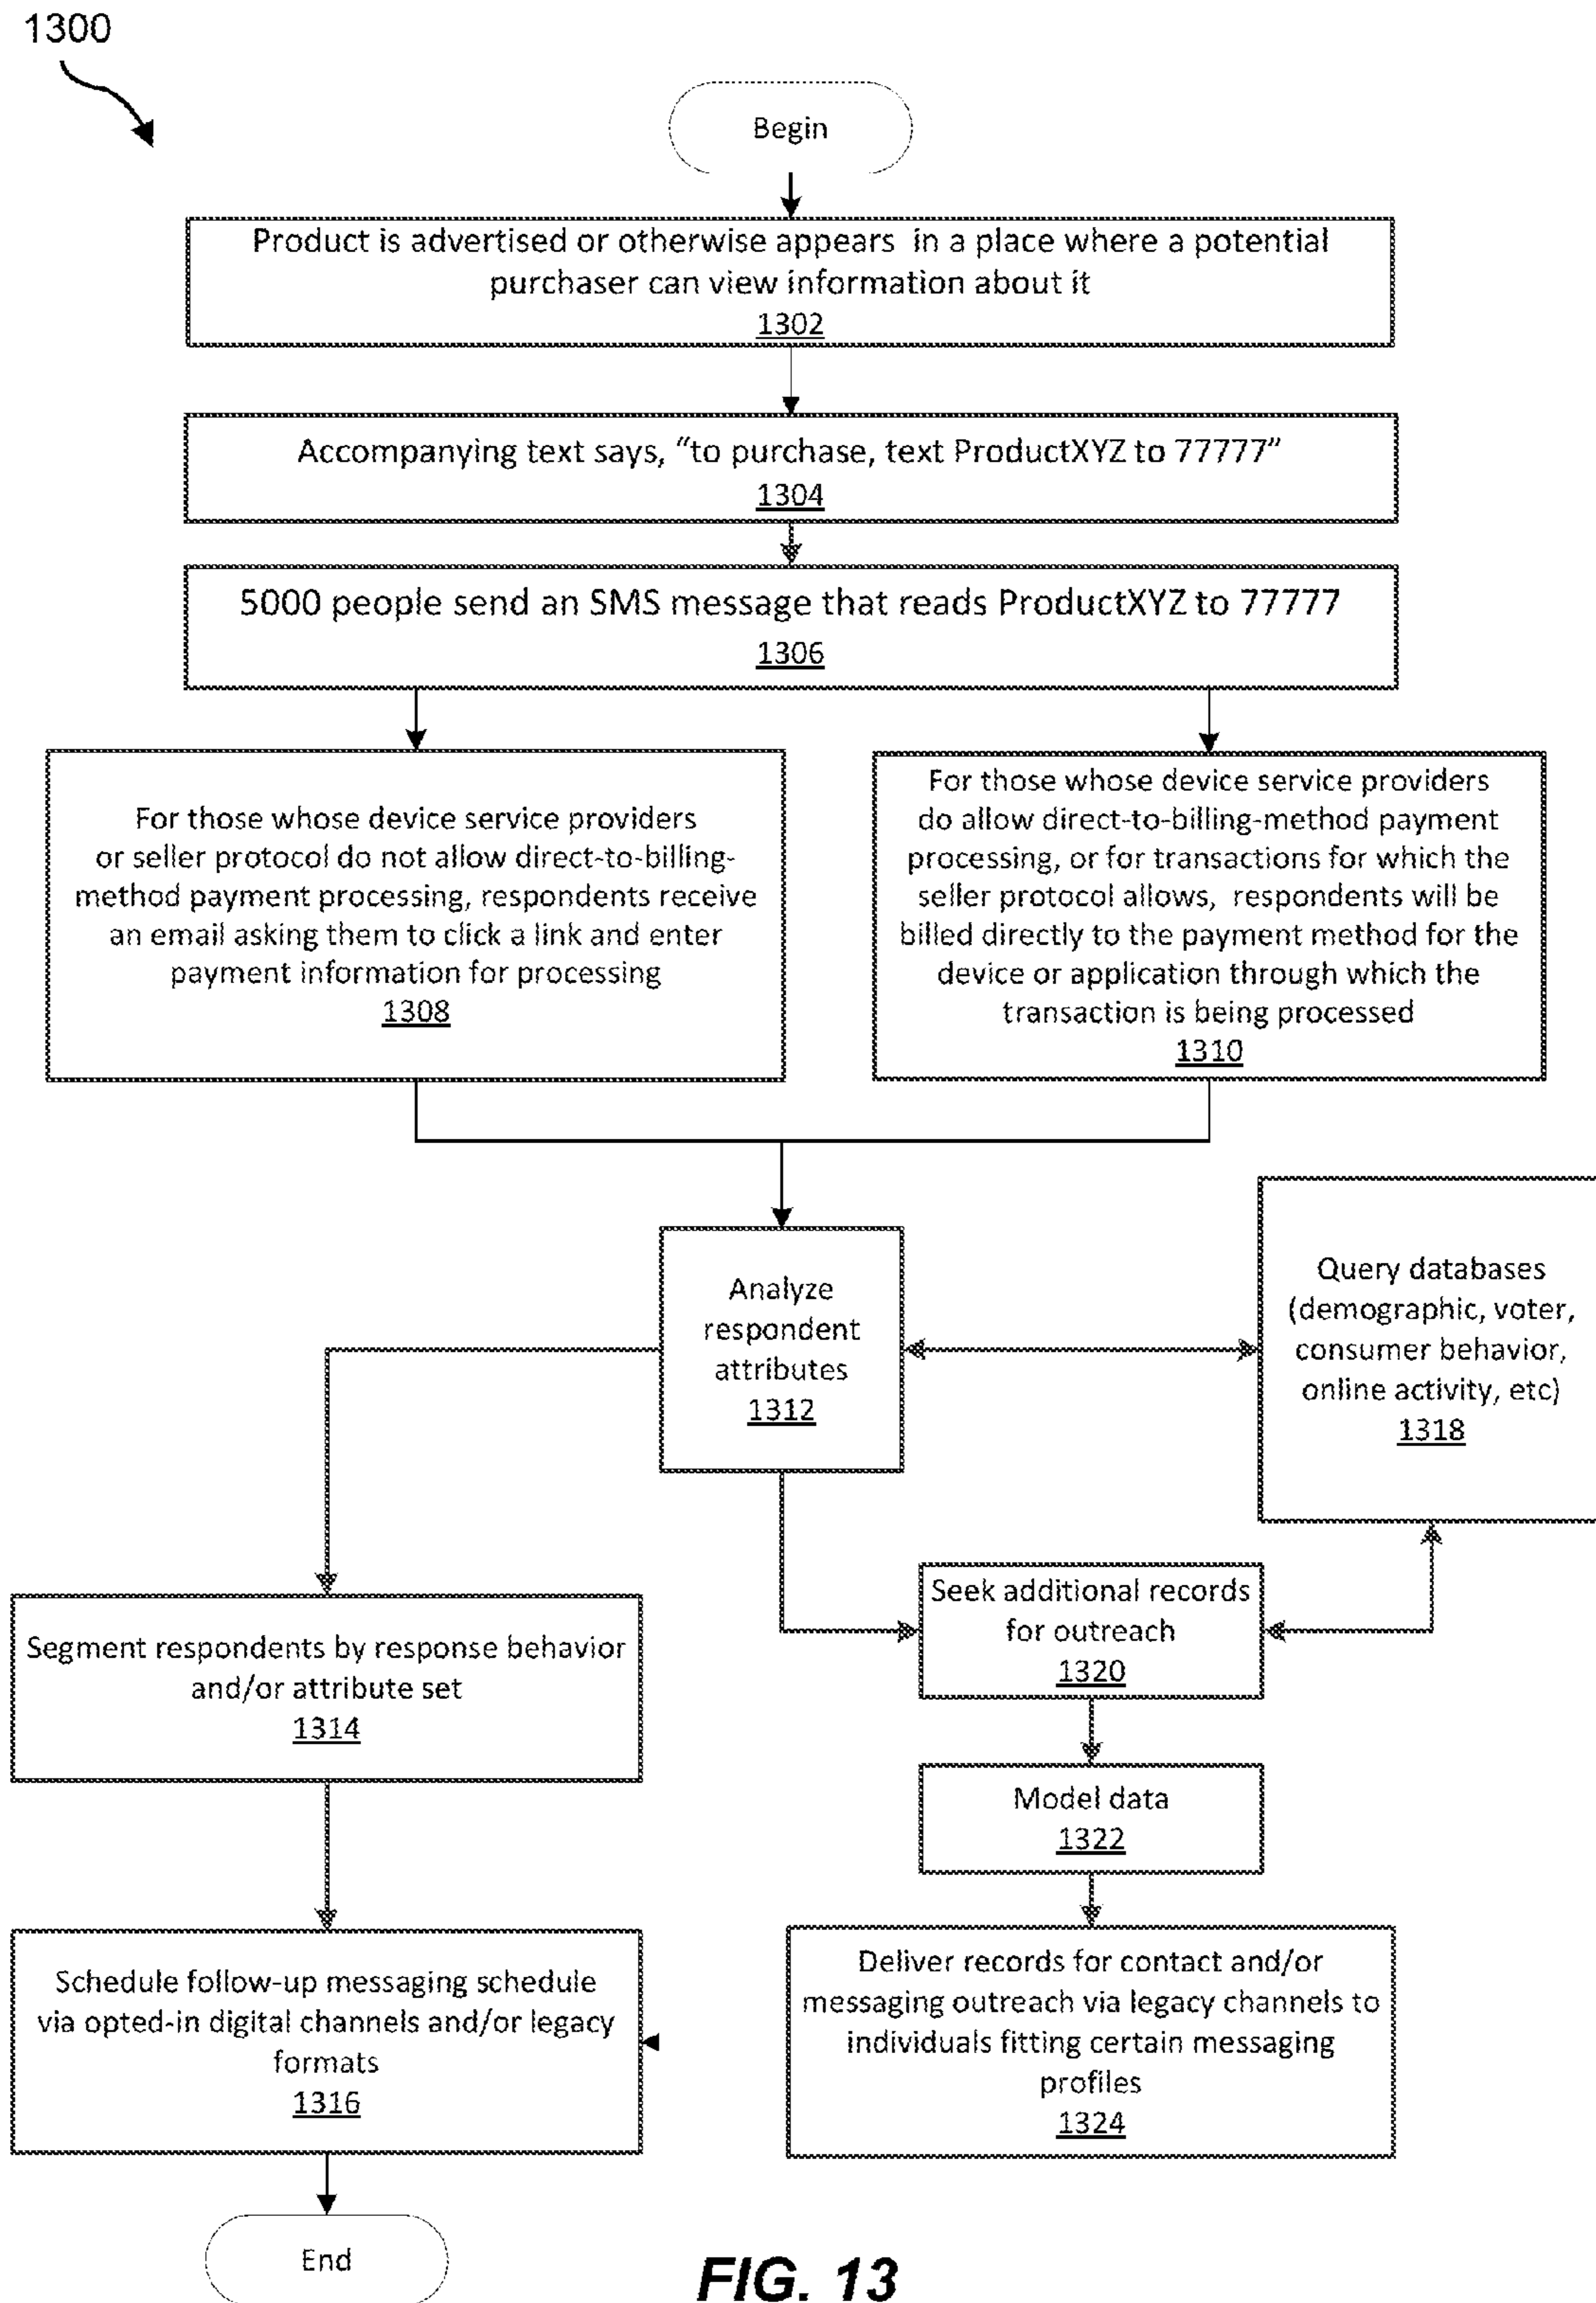 1300
Begin
Product is advertised or otherwise appears in a place where a potential
purchaser can view information about it
1302
Accompanying text says, “to purchase, text ProductXYZ to 77777”
1304
5000 people send an SMS message that reads ProductXYZ to 77777
1306
For those whose device service providers
or seller protocol do not allow direct-to-billing-
method payment processing, respondents receive
an email asking them to click a link and enter
payment information for processing
1308
For those whose device service providers
do allow direct-to-billing-method payment
processing, or for transactions for which the
seller protocol allows, respondents will be
billed directly to the payment method for the
device or application through which the
transaction is being processed
1310
Analyze
respondent
attributes
1312
Query databases
(demographic, voter,
consumer behavior,
online activity, etc)
1318
Segment respondents by response behavior
and/or attribute set
1314
Seek additional records
for outreach
1320
Model data
1322
Schedule follow-up messaging schedule
via opted-in digital channels and/or legacy
formats
1316
Deliver records for contact and/or
messaging outreach via legacy channels to
individuals fitting certain messaging
profiles
1324
End
FIG. 13